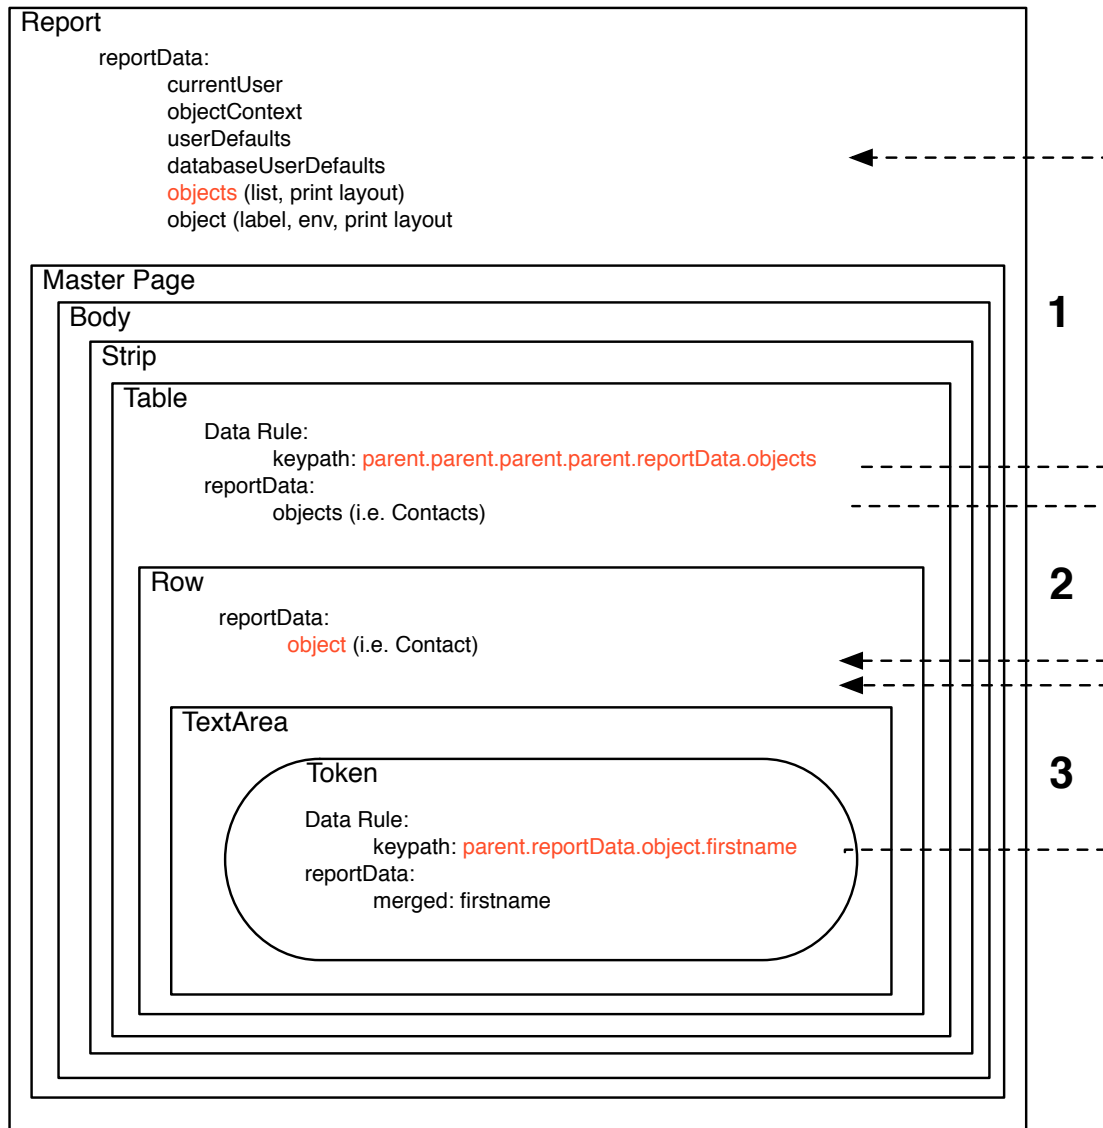 Report
reportData:
currentUser
objectContext
userDefaults
databaseUserDefaults
objects (list, print layout)
object (label, env, print layout
Master Page
1
Body
Strip
Table
Data Rule:
keypath: parent.parent.parent.parent.reportData.objects
reportData:
objects (i.e. Contacts)
2
Row
reportData:
object (i.e. Contact)
TextArea
3
Token
Data Rule:
keypath: parent.reportData.object.firstname
reportData:
merged: firstname